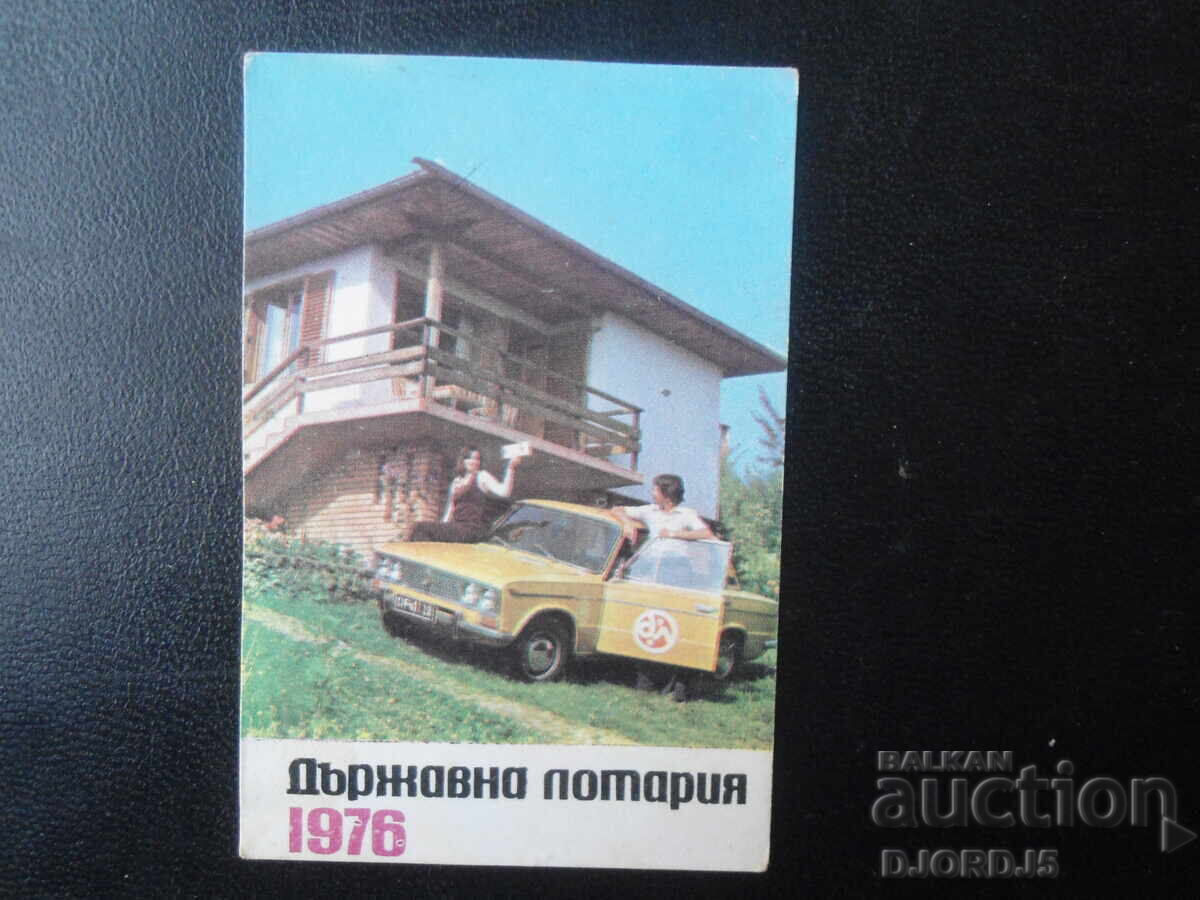 Държавна лотария
1976
BALKAN
auction
DJORDJ5